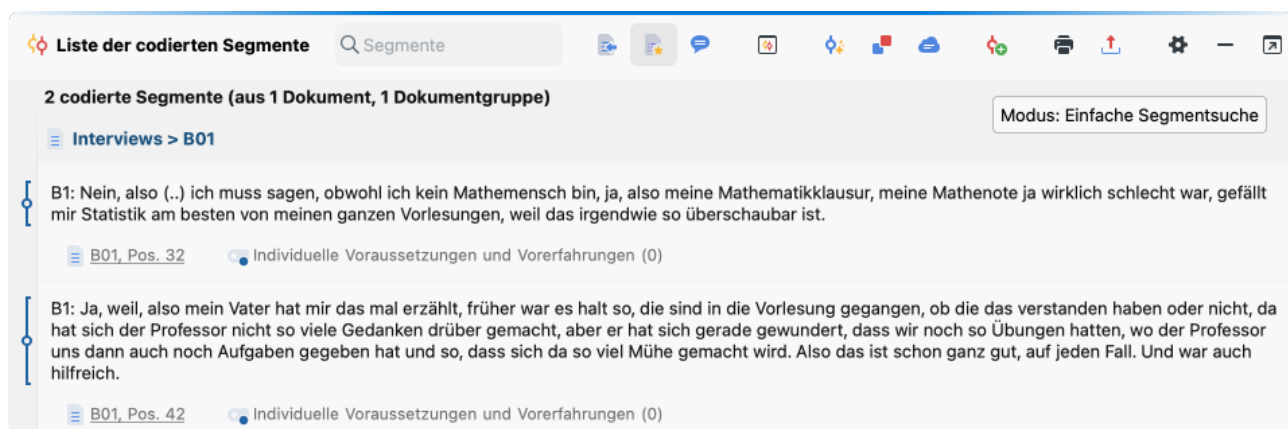 Liste der codierten Segmente
Segmente
2 codierte Segmente (aus 1 Dokument, 1 Dokumentgruppe)
Modus: Einfache Segmentsuche
Interviews > B01
B1: Nein, also (..) ich muss sagen, obwohl ich kein Mathemensch bin, ja, also meine Mathematikklausur, meine Mathenote ja wirklich schlecht war, gefällt
mir Statistik am besten von meinen ganzen Vorlesungen, weil das irgendwie so überschaubar ist.
B01, Pos. 32 Individuelle Voraussetzungen und Vorerfahrungen (0)
B1: Ja, weil, also mein Vater hat mir das mal erzählt, früher war es halt so, die sind in die Vorlesung gegangen, ob die das verstanden haben oder nicht, da
hat sich der Professor nicht so viele Gedanken drüber gemacht, aber er hat sich gerade gewundert, dass wir noch so Übungen hatten, wo der Professor
uns dann auch noch Aufgaben gegeben hat und so, dass sich da so viel Mühe gemacht wird. Also das ist schon ganz gut, auf jeden Fall. Und war auch
hilfreich.
B01, Pos. 42 Individuelle Voraussetzungen und Vorerfahrungen (0)